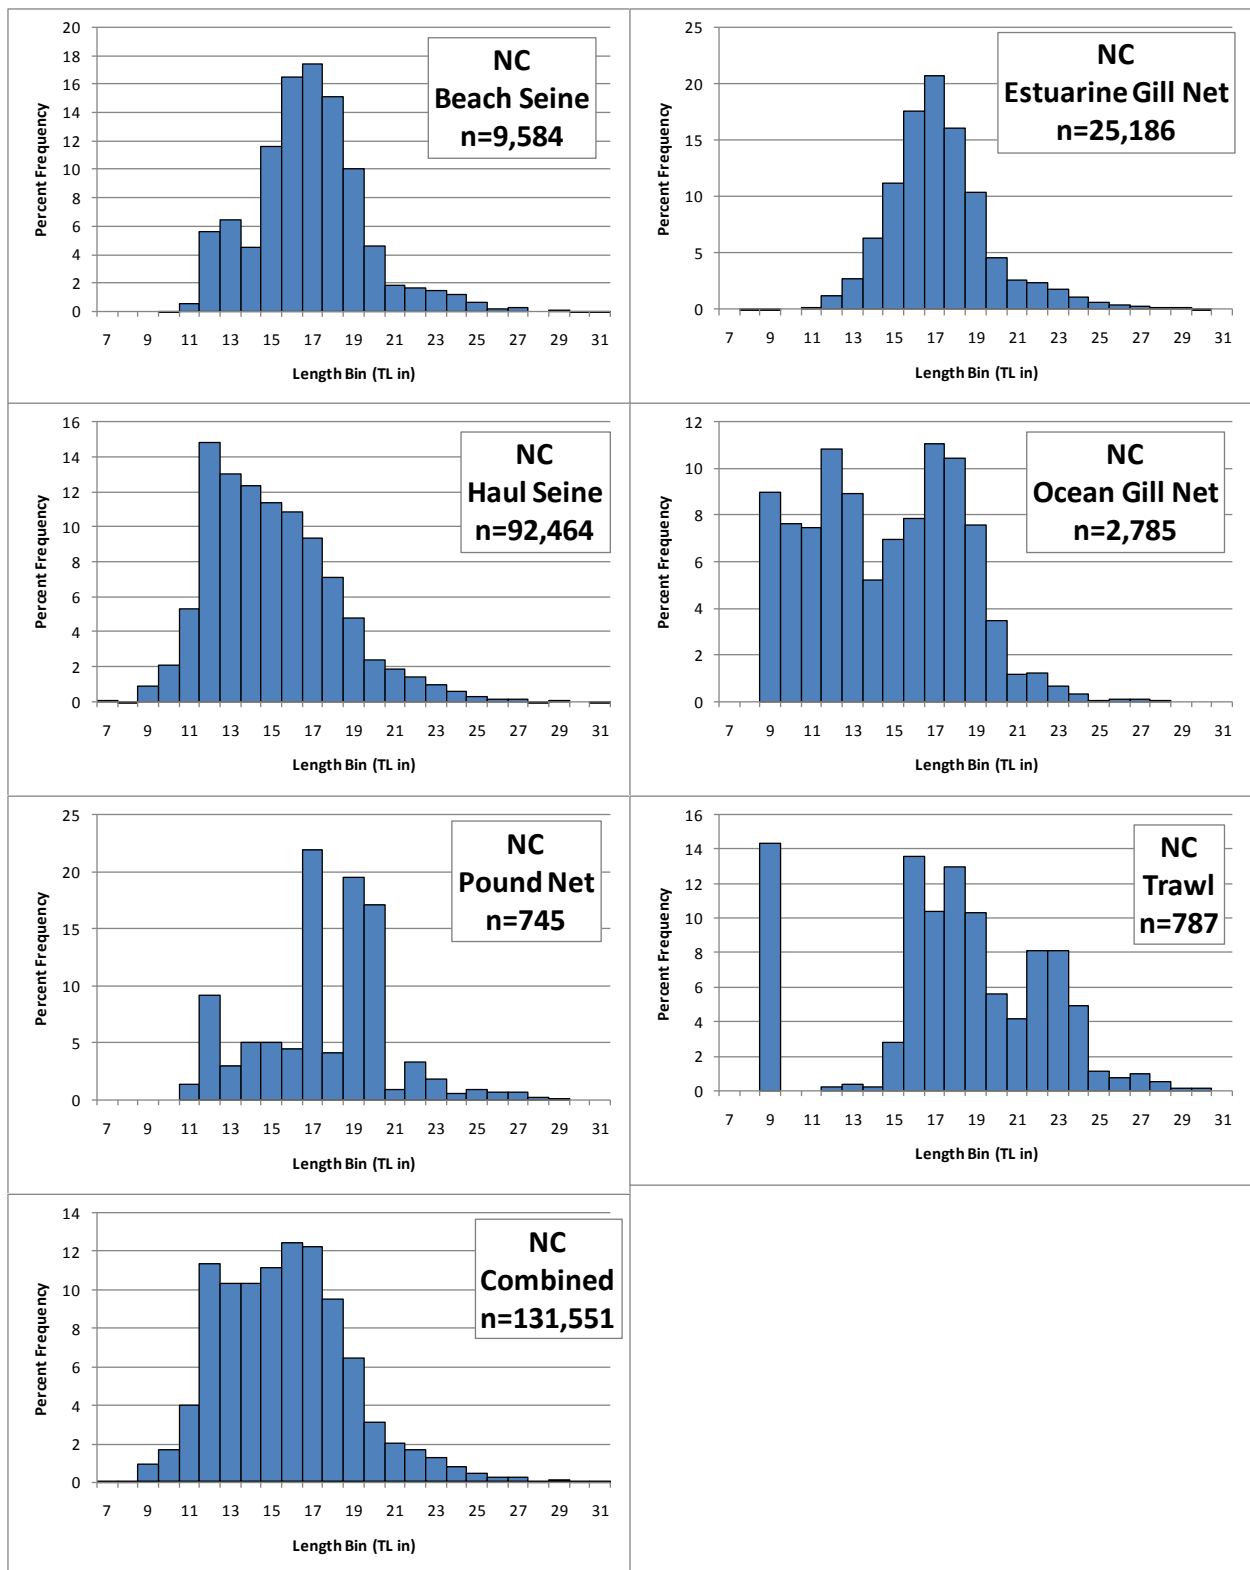 NC
Beach Seine
n=9,584
Percent Frequency
20
18
16
14
12
10
8
6
4
2
0
7 9 11 13 15 17 19 21 23 25 27 29 31
Length Bin (TL in)
NC
Estuarine Gill Net
n=25,186
Percent Frequency
25
20
15
10
5
0
7 9 11 13 15 17 19 21 23 25 27 29 31
Length Bin (TL in)
NC
Haul Seine
n=92,464
Percent Frequency
16
14
12
10
8
6
4
2
0
7 9 11 13 15 17 19 21 23 25 27 29 31
Length Bin (TL in)
NC
Ocean Gill Net
n=2,785
Percent Frequency
12
10
8
6
4
2
0
7 9 11 13 15 17 19 21 23 25 27 29 31
Length Bin (TL in)
NC
Pound Net
n=745
Percent Frequency
25
20
15
10
5
0
7 9 11 13 15 17 19 21 23 25 27 29 31
Length Bin (TL in)
NC
Trawl
n=787
Percent Frequency
16
14
12
10
8
6
4
2
0
7 9 11 13 15 17 19 21 23 25 27 29 31
Length Bin (TL in)
NC
Combined
n=131,551
Percent Frequency
14
12
10
8
6
4
2
0
7 9 11 13 15 17 19 21 23 25 27 29 31
Length Bin (TL in)